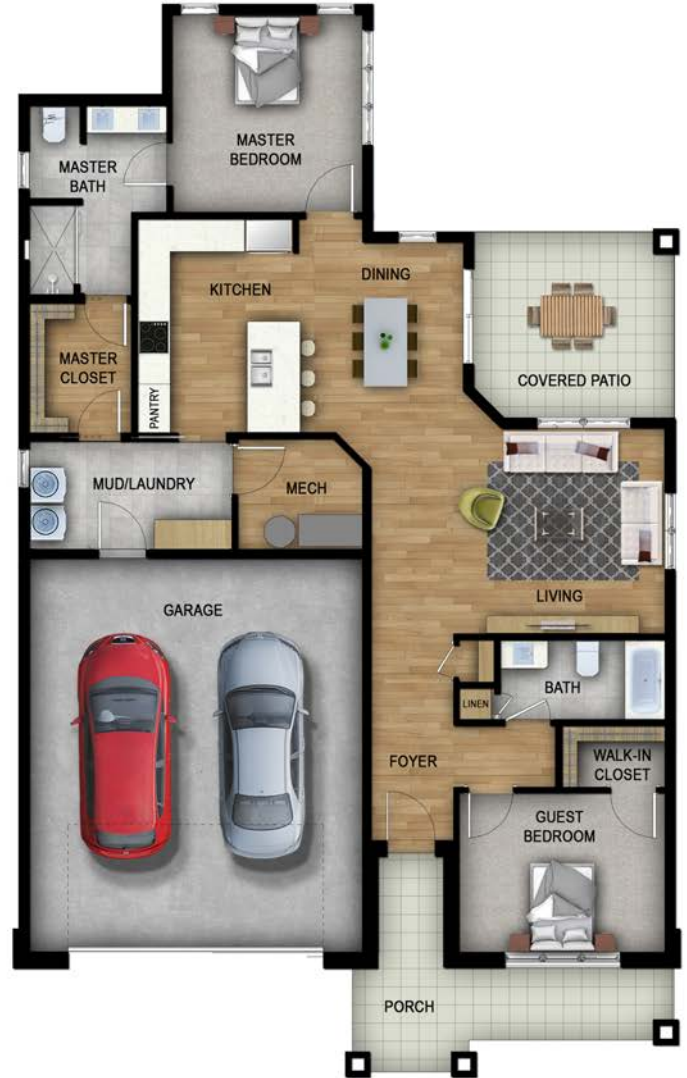 MASTER
BEDROOM
MASTER
BATH
DINING
KITCHEN
COVERED PATIO
MASTER
CLOSET
PANTRY
MUD/LAUNDRY
MECH
LIVING
GARAGE
BATH
LINEN
FOYER
WALK-IN
CLOSET
GUEST
BEDROOM
PORCH